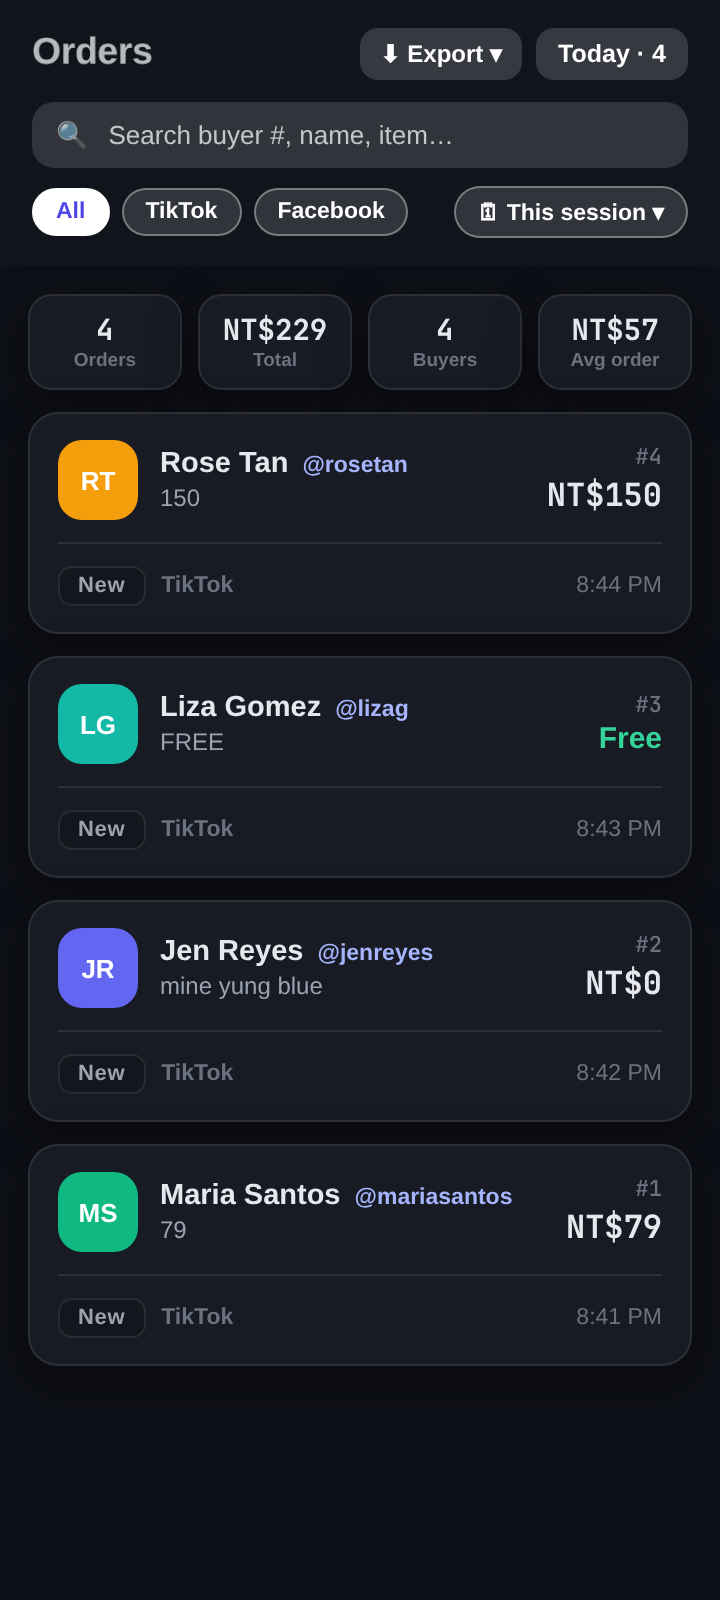 Orders
⬇ Export ▾
Today · 4
🔍 Search buyer #, name, item…
All
TikTok
Facebook
🗓 This session ▾
4
Orders
NT$229
Total
4
Buyers
NT$57
Avg order
RT
Rose Tan @rosetan
150
#4
NT$150
New
TikTok
8:44 PM
LG
Liza Gomez @lizag
FREE
#3
Free
New
TikTok
8:43 PM
JR
Jen Reyes @jenreyes
mine yung blue
#2
NT$0
New
TikTok
8:42 PM
MS
Maria Santos @mariasantos
79
#1
NT$79
New
TikTok
8:41 PM